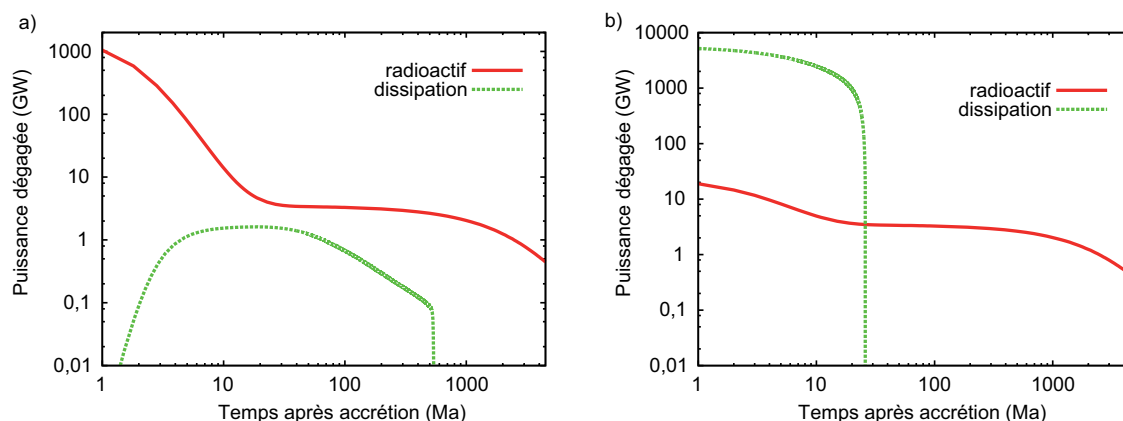 a)
Puissance dégagée (GW)
1000
100
10
1
0,1
0,01
radioactif
dissipation
1
10
100
1000
Temps après accrétion (Ma)
b)
Puissance dégagée (GW)
10000
1000
100
10
1
0,1
0,01
radioactif
dissipation
1
10
100
1000
Temps après accrétion (Ma)